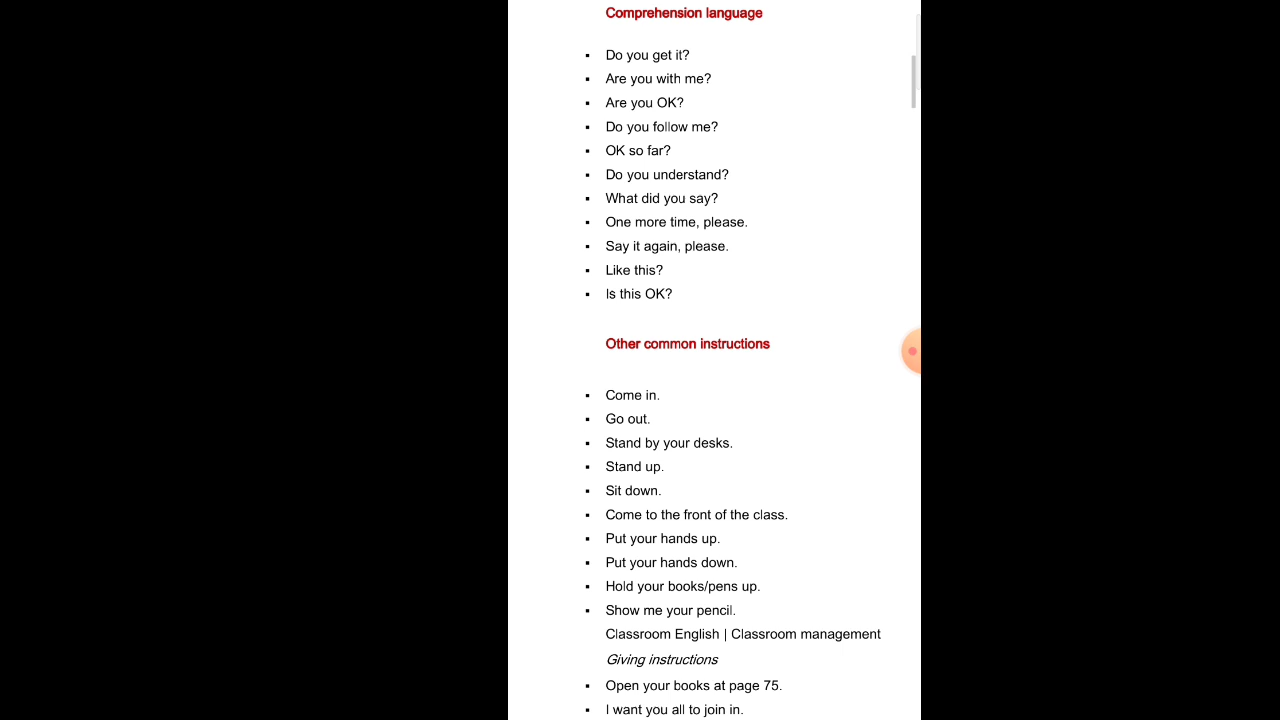 Comprehension language
▪ Do you get it?
▪ Are you with me?
▪ Are you OK?
▪ Do you follow me?
▪ OK so far?
▪ Do you understand?
▪ What did you say?
▪ One more time, please.
▪ Say it again, please.
▪ Like this?
▪ Is this OK?
Other common instructions
▪ Come in.
▪ Go out.
▪ Stand by your desks.
▪ Stand up.
▪ Sit down.
▪ Come to the front of the class.
▪ Put your hands up.
▪ Put your hands down.
▪ Hold your books/pens up.
▪ Show me your pencil.
Classroom English | Classroom management
Giving instructions
▪ Open your books at page 75.
▪ I want you all to join in.